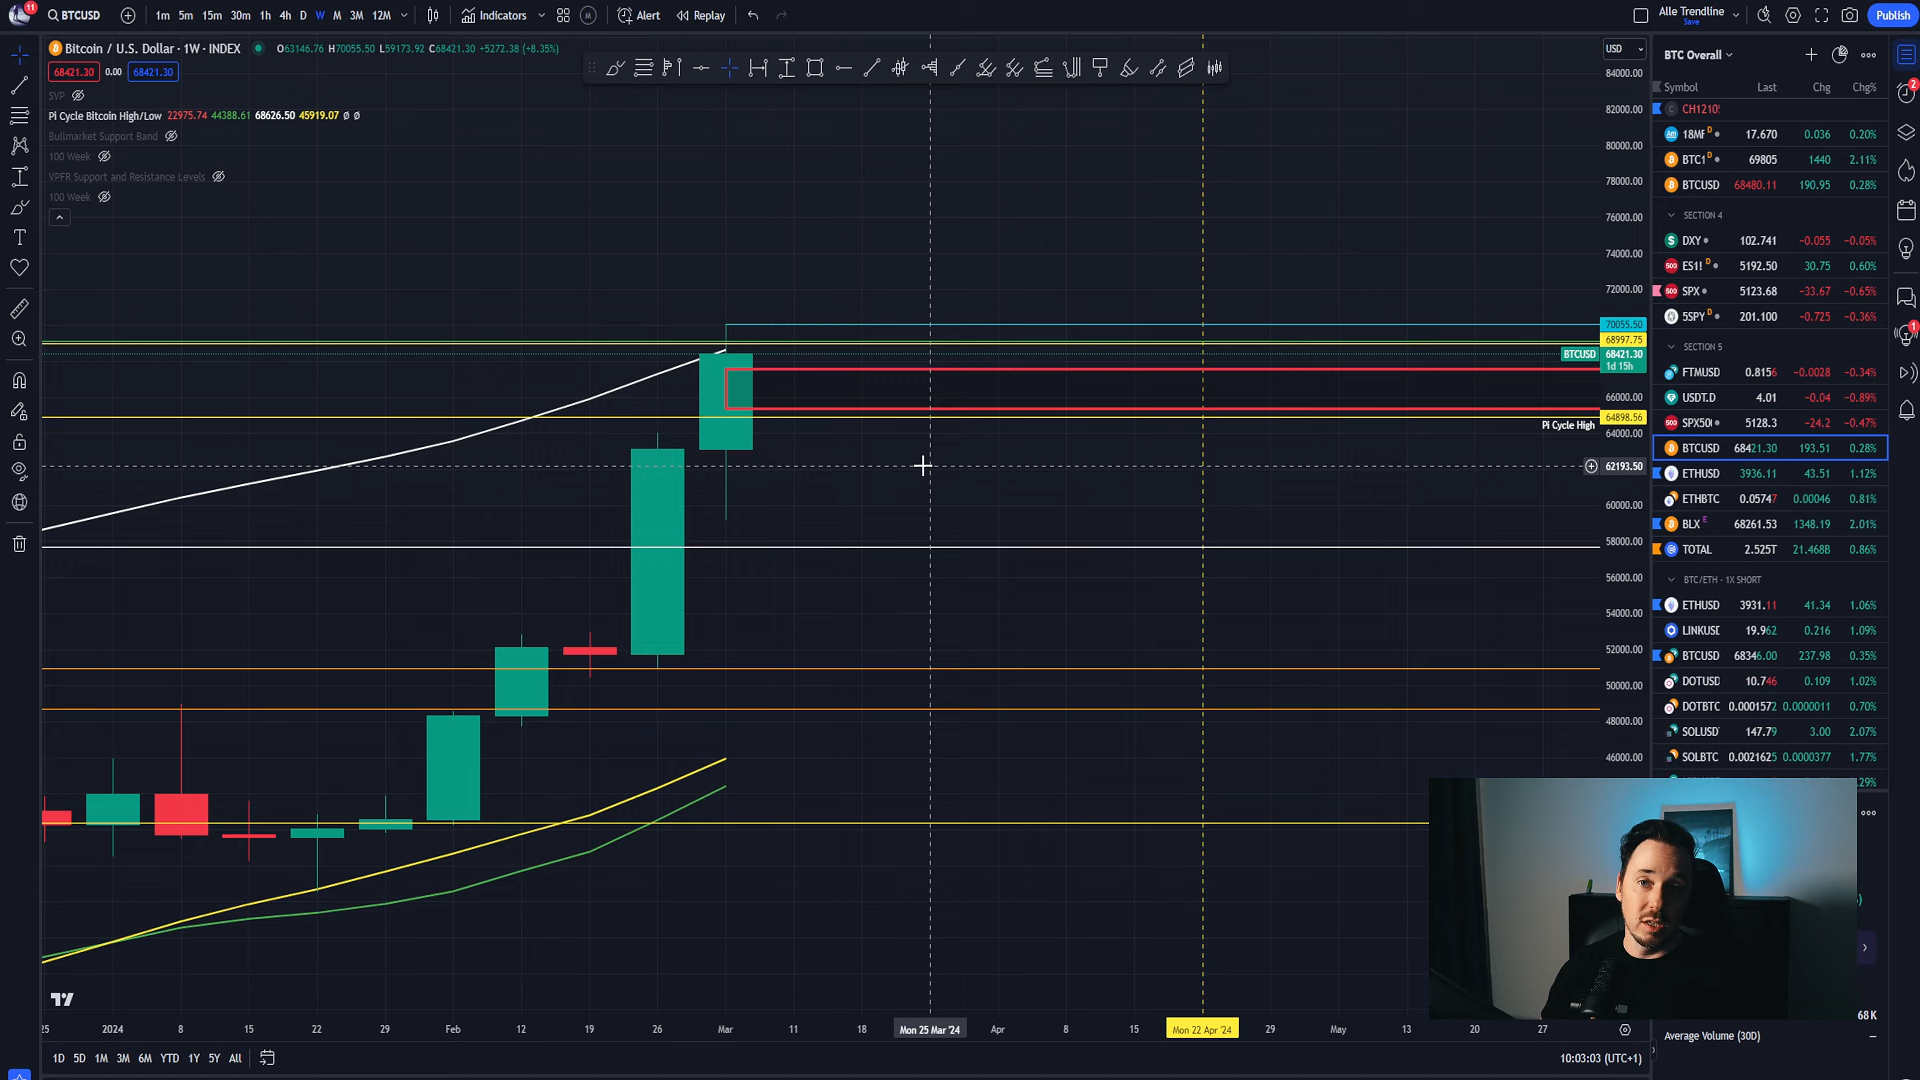 11
BTCUSD 1m 5m 15m 30m 1h 4h D W M 3M 12M Indicators Alert Replay Alle Trendline Save Publish
Bitcoin / U.S. Dollar · 1W · INDEX O63146.76 H70055.50 L59173.92 C68421.30 +5272.38 (+8.35%)
68421.30 0.00 68421.30
SVP
Pi Cycle Bitcoin High/Low 22975.74 44388.61 68626.50 45919.07 Ø Ø
Bullmarket Support Band
100 Week
VPFR Support and Resistance Levels
100 Week
USD
84000.00
82000.00
80000.00
78000.00
76000.00
74000.00
72000.00
70055.50
68997.75
BTCUSD 68421.30
1d 15h
66000.00
64898.56
Pi Cycle High
64000.00
62193.50
60000.00
58000.00
56000.00
54000.00
52000.00
50000.00
48000.00
46000.00
25 2024 8 15 22 29 Feb 12 19 26 Mar 11 18 Mon 25 Mar '24 Apr 8 15 Mon 22 Apr '24 29 May 13 20 27
1D 5D 1M 3M 6M YTD 1Y 5Y All
10:03:03 (UTC+1)
BTC Overall
Symbol Last Chg Chg%
CH1210!
18MF D 17.670 0.036 0.20%
BTC1 D 69805 1440 2.11%
BTCUSD 68480.11 190.95 0.28%
SECTION 4
DXY 102.741 −0.055 −0.05%
ES1! D 5192.50 30.75 0.60%
SPX 5123.68 −33.67 −0.65%
5SPY D 201.100 −0.725 −0.36%
SECTION 5
FTMUSD 0.8156 −0.0028 −0.34%
USDT.D 4.01 −0.04 −0.89%
SPX50 5128.3 −24.2 −0.47%
BTCUSD 68421.30 193.51 0.28%
ETHUSD 3936.11 43.51 1.12%
ETHBTC 0.05747 0.00046 0.81%
BLX E 68261.53 1348.19 2.01%
TOTAL 2.525T 21.468B 0.86%
BTC/ETH - 1X SHORT
ETHUSD 3931.11 41.34 1.06%
LINKUSD 19.962 0.216 1.09%
BTCUSD 68346.00 237.98 0.35%
DOTUSD 10.746 0.109 1.02%
DOTBTC 0.0001572 0.0000011 0.70%
SOLUSD 147.79 3.00 2.07%
SOLBTC 0.0021625 0.0000377 1.77%
.29%
68K
Average Volume (30D) —
2
1